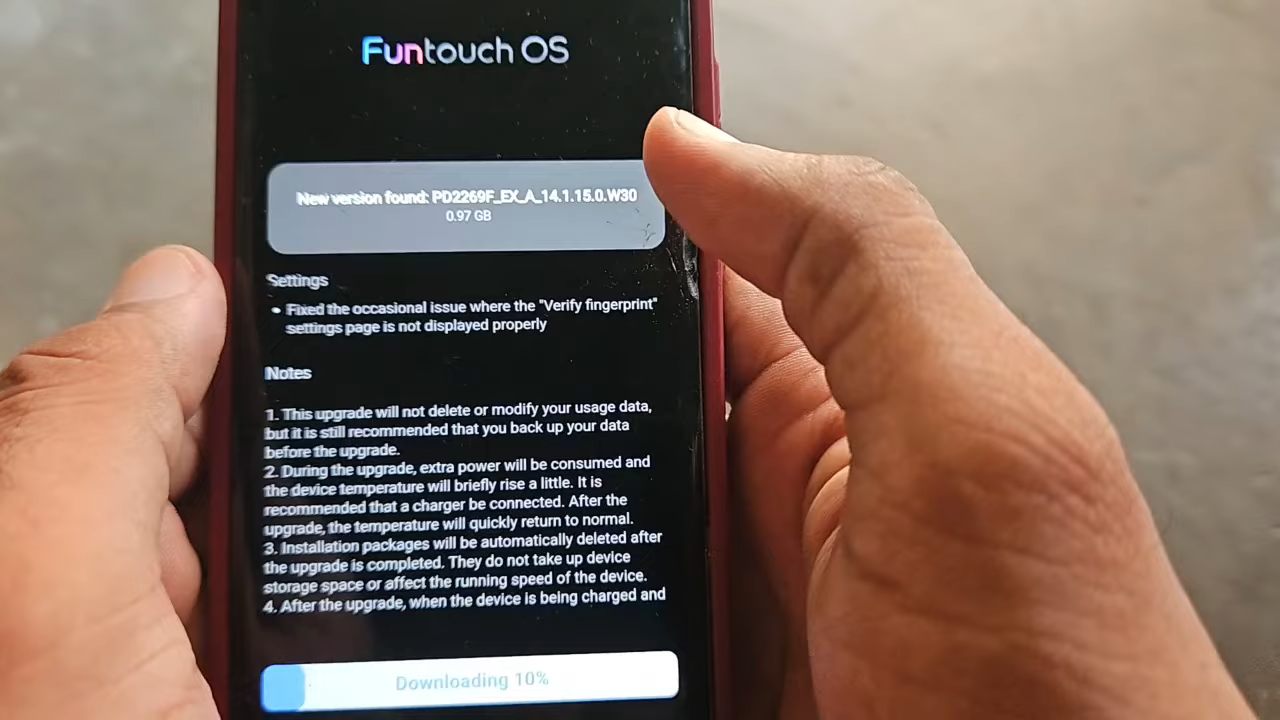 Funtouch OS
New version found: PD2269F_EX_A_14.1.15.0.W30
0.97 GB
Settings
• Fixed the occasional issue where the "Verify fingerprint"
settings page is not displayed properly
Notes
1. This upgrade will not delete or modify your usage data,
but it is still recommended that you back up your data
before the upgrade.
2. During the upgrade, extra power will be consumed and
the device temperature will briefly rise a little. It is
recommended that a charger be connected. After the
upgrade, the temperature will quickly return to normal.
3. Installation packages will be automatically deleted after
the upgrade is completed. They do not take up device
storage space or affect the running speed of the device.
4. After the upgrade, when the device is being charged and
Downloading 10%